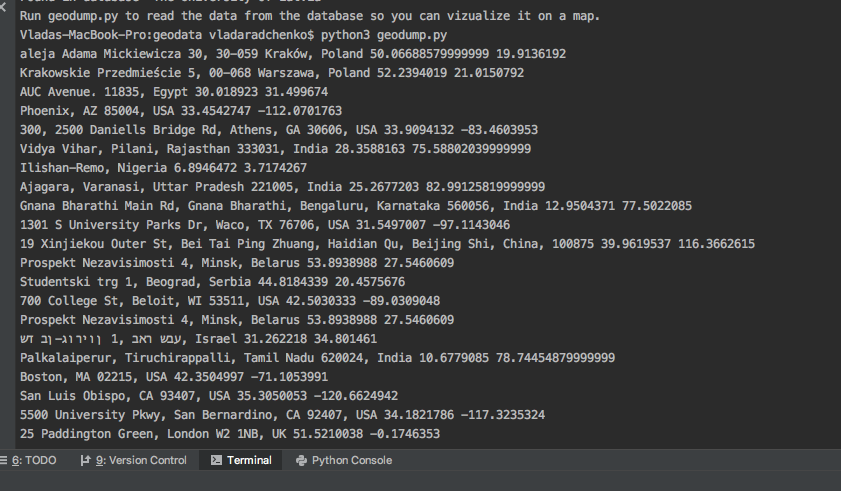 Run geodump.py to read the data from the database so you can vizualize it on a map.
Vladas-MacBook-Pro:geodata vladaradchenko$ python3 geodump.py
aleja Adama Mickiewicza 30, 30-059 Kraków, Poland 50.06688579999999 19.9136192
Krakowskie Przedmieście 5, 00-068 Warszawa, Poland 52.2394019 21.0150792
AUC Avenue. 11835, Egypt 30.018923 31.499674
Phoenix, AZ 85004, USA 33.4542747 -112.0701763
300, 2500 Daniells Bridge Rd, Athens, GA 30606, USA 33.9094132 -83.4603953
Vidya Vihar, Pilani, Rajasthan 333031, India 28.3588163 75.58802039999999
Ilishan-Remo, Nigeria 6.8946472 3.7174267
Ajagara, Varanasi, Uttar Pradesh 221005, India 25.2677203 82.99125819999999
Gnana Bharathi Main Rd, Gnana Bharathi, Bengaluru, Karnataka 560056, India 12.9504371 77.5022085
1301 S University Parks Dr, Waco, TX 76706, USA 31.5497007 -97.1143046
19 Xinjiekou Outer St, Bei Tai Ping Zhuang, Haidian Qu, Beijing Shi, China, 100875 39.9619537 116.3662615
Prospekt Nezavisimosti 4, Minsk, Belarus 53.8938988 27.5460609
Studentski trg 1, Beograd, Serbia 44.8184339 20.4575676
700 College St, Beloit, WI 53511, USA 42.5030333 -89.0309048
Prospekt Nezavisimosti 4, Minsk, Belarus 53.8938988 27.5460609
שד בן-גוריון 1, באר שבע, Israel 31.262218 34.801461
Palkalaiperur, Tiruchirappalli, Tamil Nadu 620024, India 10.6779085 78.74454879999999
Boston, MA 02215, USA 42.3504997 -71.1053991
San Luis Obispo, CA 93407, USA 35.3050053 -120.6624942
5500 University Pkwy, San Bernardino, CA 92407, USA 34.1821786 -117.3235324
25 Paddington Green, London W2 1NB, UK 51.5210038 -0.1746353
6: TODO 9: Version Control Terminal Python Console